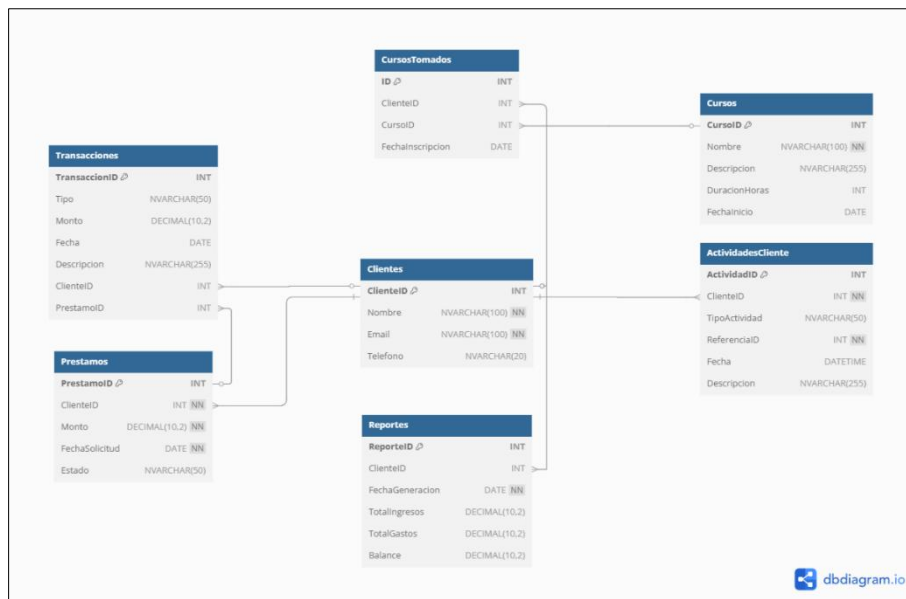 CursosTomados
ID INT
ClienteID INT
CursoID INT
FechaInscripcion DATE
Cursos
CursoID INT
Nombre NVARCHAR(100) NN
Descripcion NVARCHAR(255)
DuracionHoras INT
FechaInicio DATE
Transacciones
TransaccionID INT
Tipo NVARCHAR(50)
Monto DECIMAL(10,2)
Fecha DATE
Descripcion NVARCHAR(255)
ClienteID INT
PrestamoID INT
Clientes
ClienteID INT
Nombre NVARCHAR(100) NN
Email NVARCHAR(100) NN
Telefono NVARCHAR(20)
ActividadesCliente
ActividadID INT
ClienteID INT NN
TipoActividad NVARCHAR(50)
ReferenciaID INT NN
Fecha DATETIME
Descripcion NVARCHAR(255)
Prestamos
PrestamoID INT
ClienteID INT NN
Monto DECIMAL(10,2) NN
FechaSolicitud DATE NN
Estado NVARCHAR(50)
Reportes
ReporteID INT
ClienteID INT
FechaGeneracion DATE NN
TotalIngresos DECIMAL(10,2)
TotalGastos DECIMAL(10,2)
Balance DECIMAL(10,2)
dbdiagram.io